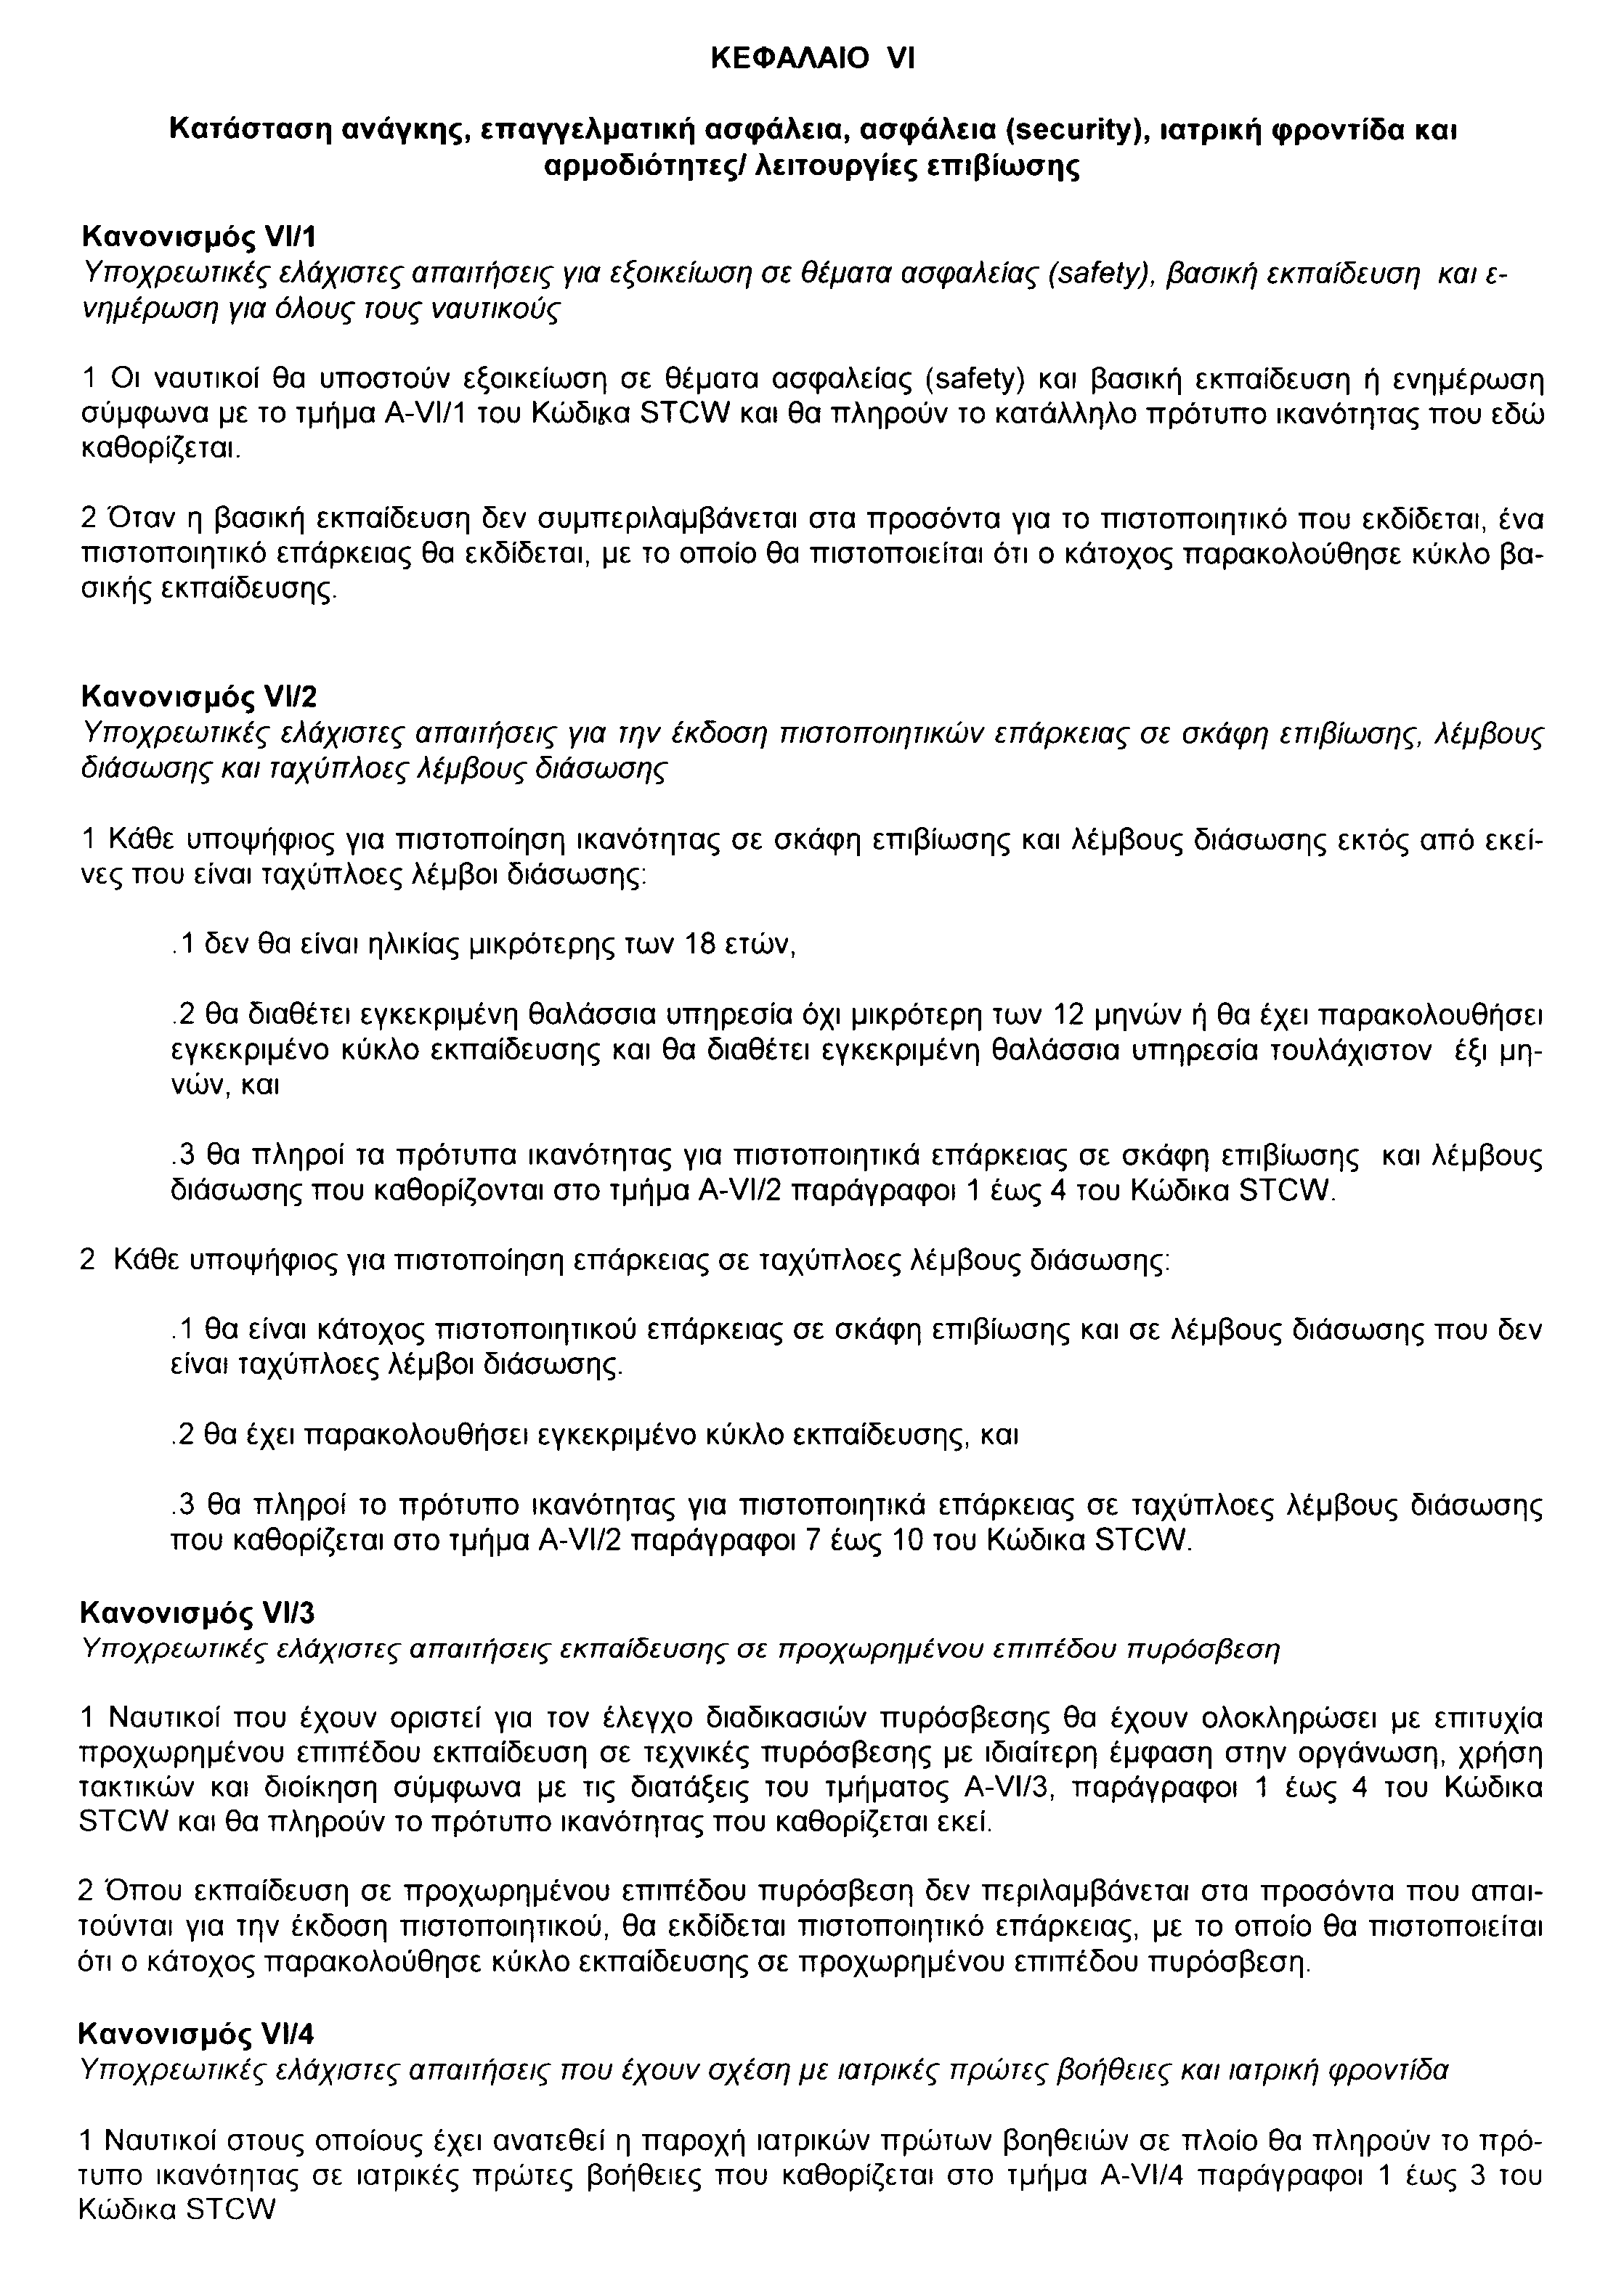 ΚΕΦΑΛΑΙΟ VI
Κατάσταση ανάγκης, επαγγελματική ασφάλεια, ασφάλεια (security), ιατρική φροντίδα και
αρμοδιότητες/ λειτουργίες επιβίωσης
Κανονισμός VI/1
Υποχρεωτικές ελάχιστες απαιτήσεις για εξοικείωση σε θέματα ασφαλείας (safety), βασική εκπαίδευση και ε-
νημέρωση για όλους τους ναυτικούς
1 Οι ναυτικοί θα υποστούν εξοικείωση σε θέματα ασφαλείας (safety) και βασική εκπαίδευση ή ενημέρωση
σύμφωνα με το τμήμα A-VI/1 του Κώδικα STCW και θα πληρούν το κατάλληλο πρότυπο ικανότητας που εδώ
καθορίζεται.
2 Όταν η βασική εκπαίδευση δεν συμπεριλαμβάνεται στα προσόντα για το πιστοποιητικό που εκδίδεται, ένα
πιστοποιητικό επάρκειας θα εκδίδεται, με το οποίο θα πιστοποιείται ότι ο κάτοχος παρακολούθησε κύκλο βα-
σικής εκπαίδευσης.
Κανονισμός VI/2
Υποχρεωτικές ελάχιστες απαιτήσεις για την έκδοση πιστοποιητικών επάρκειας σε σκάφη επιβίωσης, λέμβους
διάσωσης και ταχύπλοες λέμβους διάσωσης
1 Κάθε υποψήφιος για πιστοποίηση ικανότητας σε σκάφη επιβίωσης και λέμβους διάσωσης εκτός από εκεί-
νες που είναι ταχύπλοες λέμβοι διάσωσης:
.1 δεν θα είναι ηλικίας μικρότερης των 18 ετών,
.2 θα διαθέτει εγκεκριμένη θαλάσσια υπηρεσία όχι μικρότερη των 12 μηνών ή θα έχει παρακολουθήσει
εγκεκριμένο κύκλο εκπαίδευσης και θα διαθέτει εγκεκριμένη θαλάσσια υπηρεσία τουλάχιστον έξι μη-
νών, και
.3 θα πληροί τα πρότυπα ικανότητας για πιστοποιητικά επάρκειας σε σκάφη επιβίωσης και λέμβους
διάσωσης που καθορίζονται στο τμήμα A-VI/2 παράγραφοι 1 έως 4 του Κώδικα STCW.
2 Κάθε υποψήφιος για πιστοποίηση επάρκειας σε ταχύπλοες λέμβους διάσωσης:
.1 θα είναι κάτοχος πιστοποιητικού επάρκειας σε σκάφη επιβίωσης και σε λέμβους διάσωσης που δεν
είναι ταχύπλοες λέμβοι διάσωσης.
.2 θα έχει παρακολουθήσει εγκεκριμένο κύκλο εκπαίδευσης, και
.3 θα πληροί το πρότυπο ικανότητας για πιστοποιητικά επάρκειας σε ταχύπλοες λέμβους διάσωσης
που καθορίζεται στο τμήμα A-VI/2 παράγραφοι 7 έως 10 του Κώδικα STCW.
Κανονισμός VI/3
Υποχρεωτικές ελάχιστες απαιτήσεις εκπαίδευσης σε προχωρημένου επιπέδου πυρόσβεση
1 Ναυτικοί που έχουν οριστεί για τον έλεγχο διαδικασιών πυρόσβεσης θα έχουν ολοκληρώσει με επιτυχία
προχωρημένου επιπέδου εκπαίδευση σε τεχνικές πυρόσβεσης με ιδιαίτερη έμφαση στην οργάνωση, χρήση
τακτικών και διοίκηση σύμφωνα με τις διατάξεις του τμήματος A-VI/3, παράγραφοι 1 έως 4 του Κώδικα
STCW και θα πληρούν το πρότυπο ικανότητας που καθορίζεται εκεί.
2 Όπου εκπαίδευση σε προχωρημένου επιπέδου πυρόσβεση δεν περιλαμβάνεται στα προσόντα που απαι-
τούνται για την έκδοση πιστοποιητικού, θα εκδίδεται πιστοποιητικό επάρκειας, με το οποίο θα πιστοποιείται
ότι ο κάτοχος παρακολούθησε κύκλο εκπαίδευσης σε προχωρημένου επιπέδου πυρόσβεση.
Κανονισμός VI/4
Υποχρεωτικές ελάχιστες απαιτήσεις που έχουν σχέση με ιατρικές πρώτες βοήθειες και ιατρική φροντίδα
1 Ναυτικοί στους οποίους έχει ανατεθεί η παροχή ιατρικών πρώτων βοηθειών σε πλοίο θα πληρούν το πρό-
τυπο ικανότητας σε ιατρικές πρώτες βοήθειες που καθορίζεται στο τμήμα A-VI/4 παράγραφοι 1 έως 3 του
Κώδικα STCW